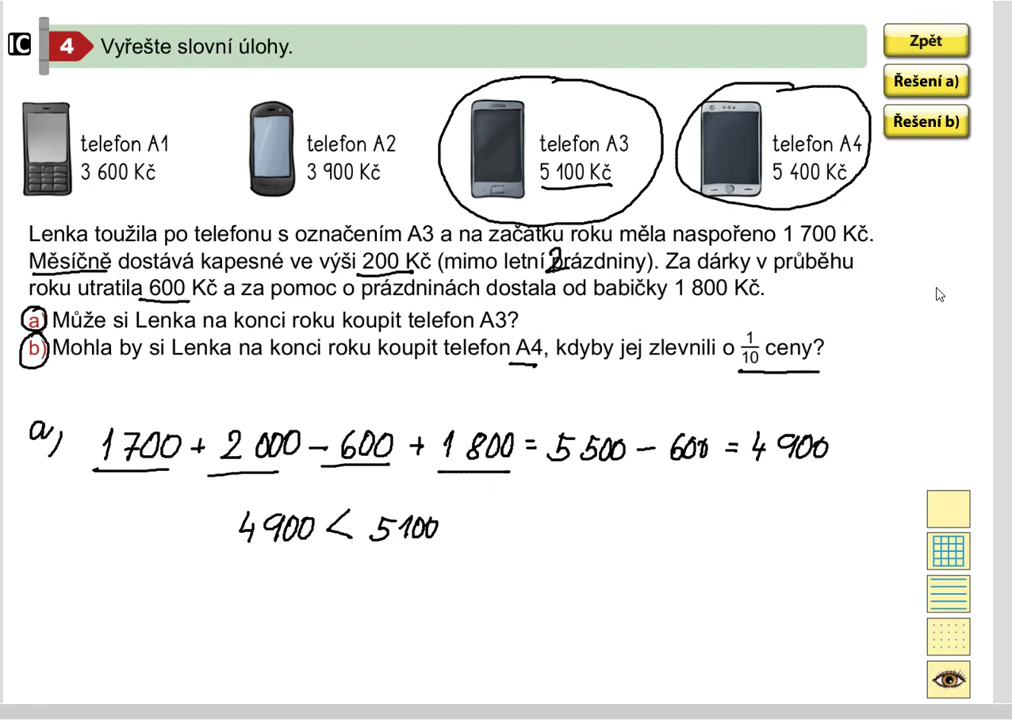 IC
4 Vyřešte slovní úlohy.
Zpět
Řešení a)
Řešení b)
telefon A1
3 600 Kč
telefon A2
3 900 Kč
telefon A3
5 100 Kč
telefon A4
5 400 Kč
Lenka toužila po telefonu s označením A3 a na začátku roku měla naspořeno 1 700 Kč.
Měsíčně dostává kapesné ve výši 200 Kč (mimo letní 2 prázdniny). Za dárky v průběhu
roku utratila 600 Kč a za pomoc o prázdninách dostala od babičky 1 800 Kč.
a) Může si Lenka na konci roku koupit telefon A3?
b) Mohla by si Lenka na konci roku koupit telefon A4, kdyby jej zlevnili o 1/10 ceny?
a) 1 700 + 2 000 - 600 + 1 800 = 5 500 - 600 = 4 900
4 900 < 5 100